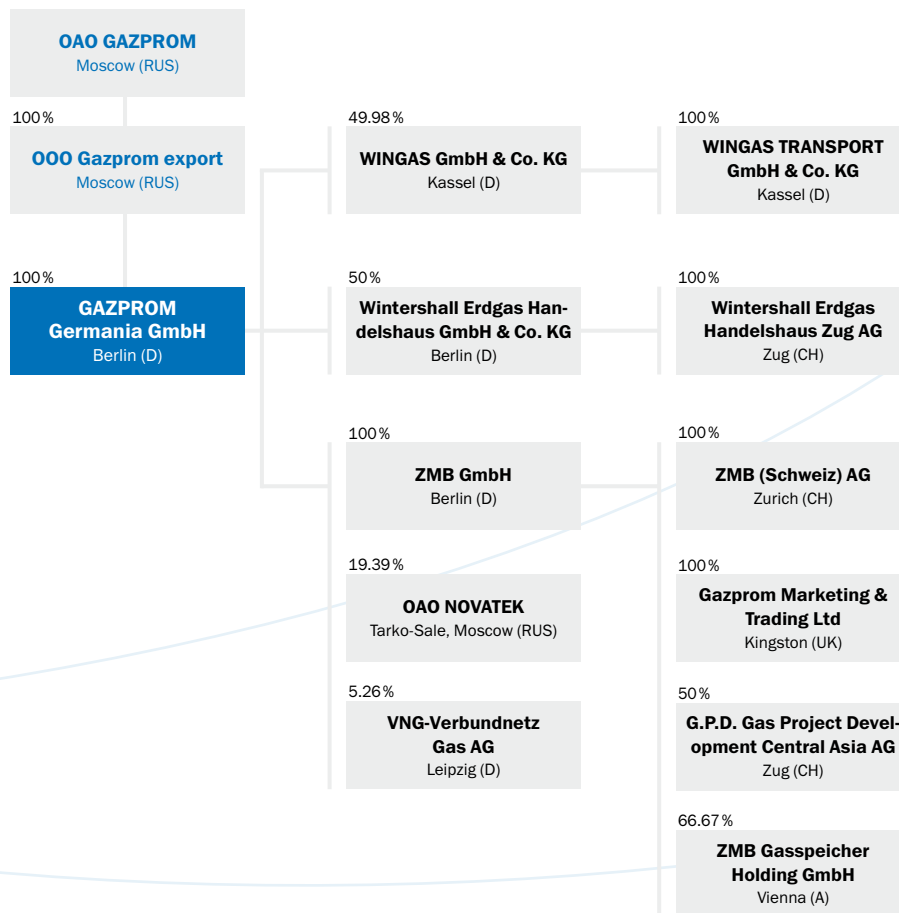 OAO GAZPROM
Moscow (RUS)
100%
OOO Gazprom export
Moscow (RUS)
100%
GAZPROM
Germania GmbH
Berlin (D)
49.98%
WINGAS GmbH & Co. KG
Kassel (D)
100%
WINGAS TRANSPORT
GmbH & Co. KG
Kassel (D)
50%
Wintershall Erdgas Han-
delshaus GmbH & Co. KG
Berlin (D)
100%
Wintershall Erdgas
Handelshaus Zug AG
Zug (CH)
100%
ZMB GmbH
Berlin (D)
19.39%
OAO NOVATEK
Tarko-Sale, Moscow (RUS)
5.26%
VNG-Verbundnetz
Gas AG
Leipzig (D)
100%
ZMB (Schweiz) AG
Zurich (CH)
100%
Gazprom Marketing &
Trading Ltd
Kingston (UK)
50%
G.P.D. Gas Project Devel-
opment Central Asia AG
Zug (CH)
66.67%
ZMB Gasspeicher
Holding GmbH
Vienna (A)